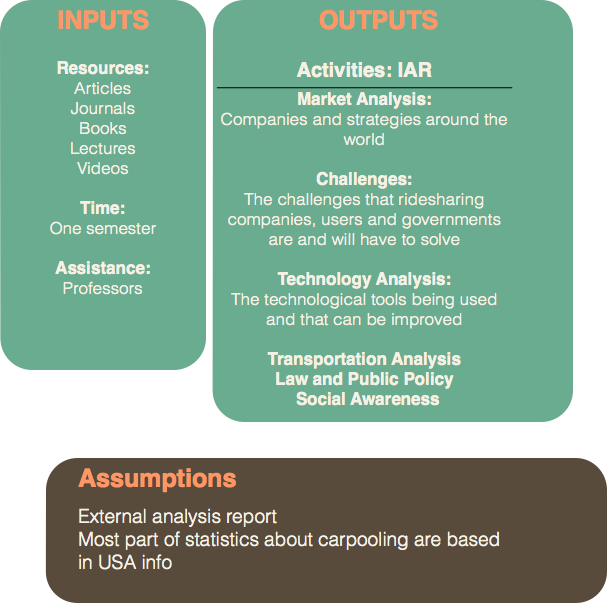 INPUTS
Resources:
Articles
Journals
Books
Lectures
Videos
Time:
One semester
Assistance:
Professors
OUTPUTS
Activities: IAR
Market Analysis:
Companies and strategies around the
world
Challenges:
The challenges that ridesharing
companies, users and governments
are and will have to solve
Technology Analysis:
The technological tools being used
and that can be improved
Transportation Analysis
Law and Public Policy
Social Awareness
Assumptions
External analysis report
Most part of statistics about carpooling are based
in USA info